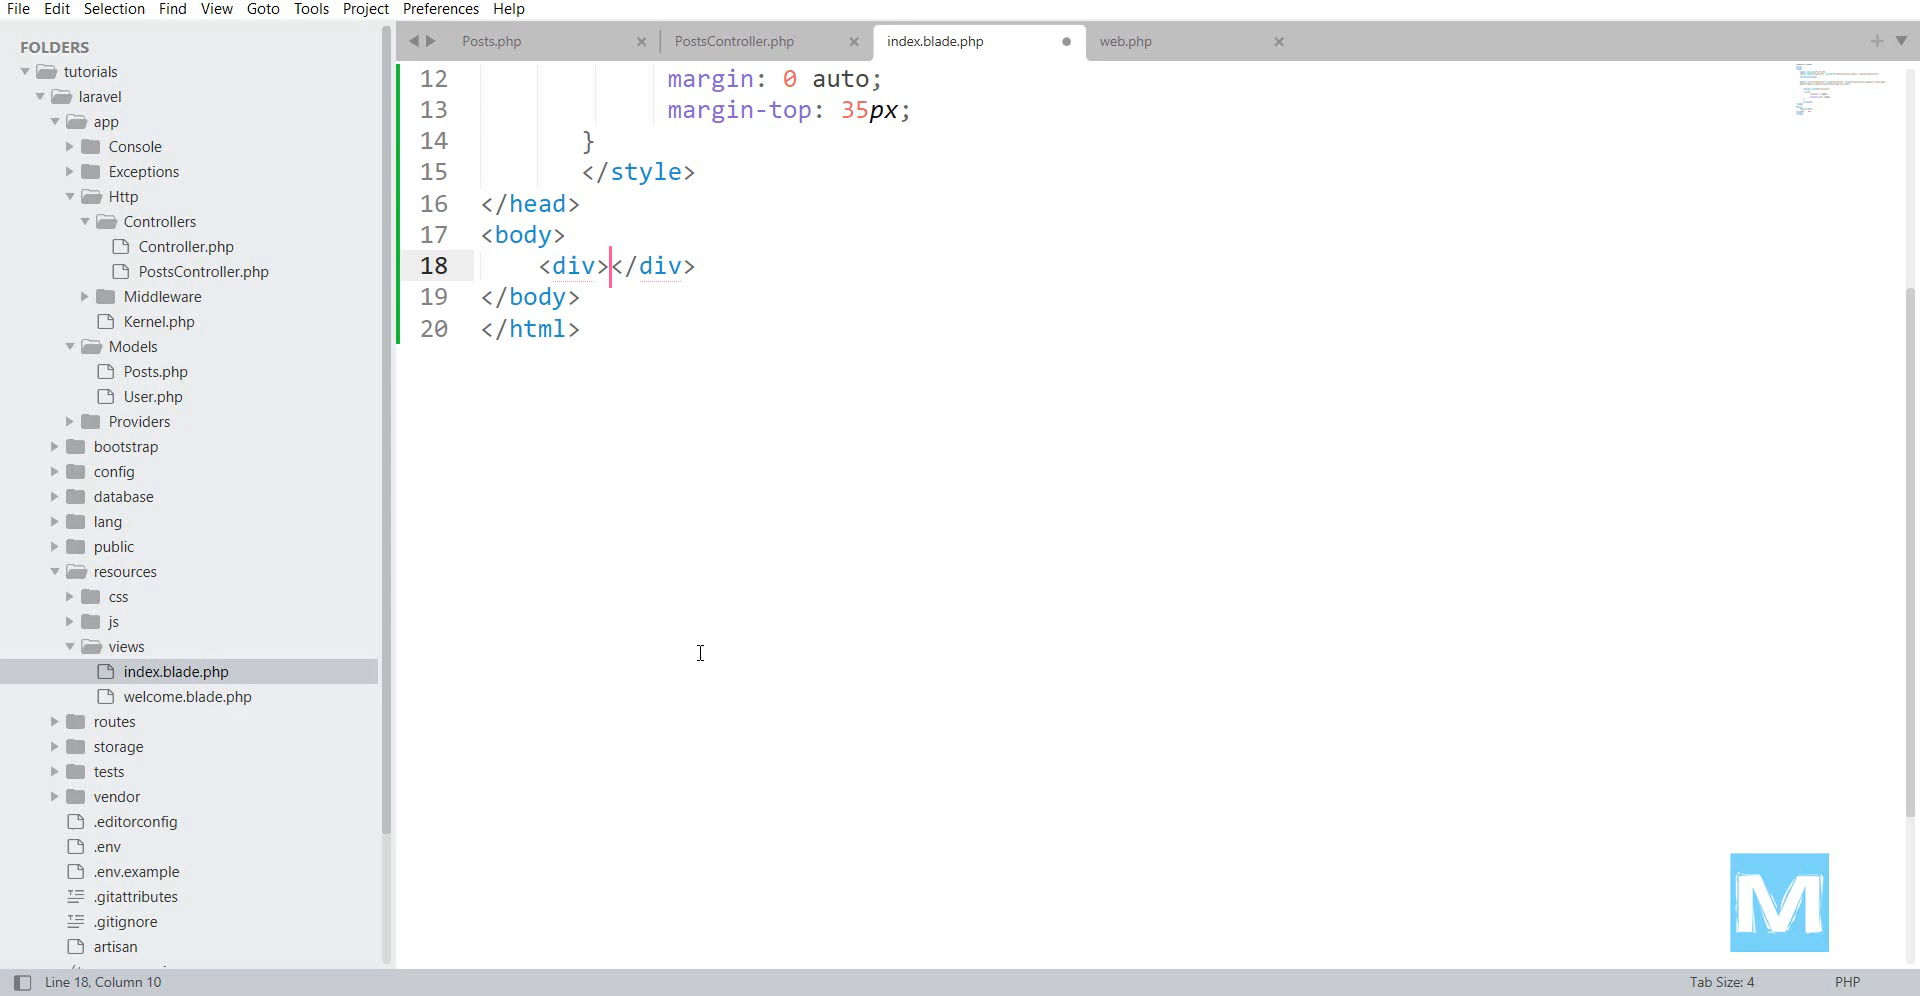 File Edit Selection Find View Goto Tools Project Preferences Help
FOLDERS
tutorials
laravel
app
Console
Exceptions
Http
Controllers
Controller.php
PostsController.php
Middleware
Kernel.php
Models
Posts.php
User.php
Providers
bootstrap
config
database
lang
public
resources
css
js
views
index.blade.php
welcome.blade.php
routes
storage
tests
vendor
.editorconfig
.env
.env.example
.gitattributes
.gitignore
artisan
Posts.php PostsController.php index.blade.php web.php
12 margin: 0 auto;
13 margin-top: 35px;
14 }
15 </style>
16 </head>
17 <body>
18 <div></div>
19 </body>
20 </html>
M
Line 18, Column 10 Tab Size: 4 PHP